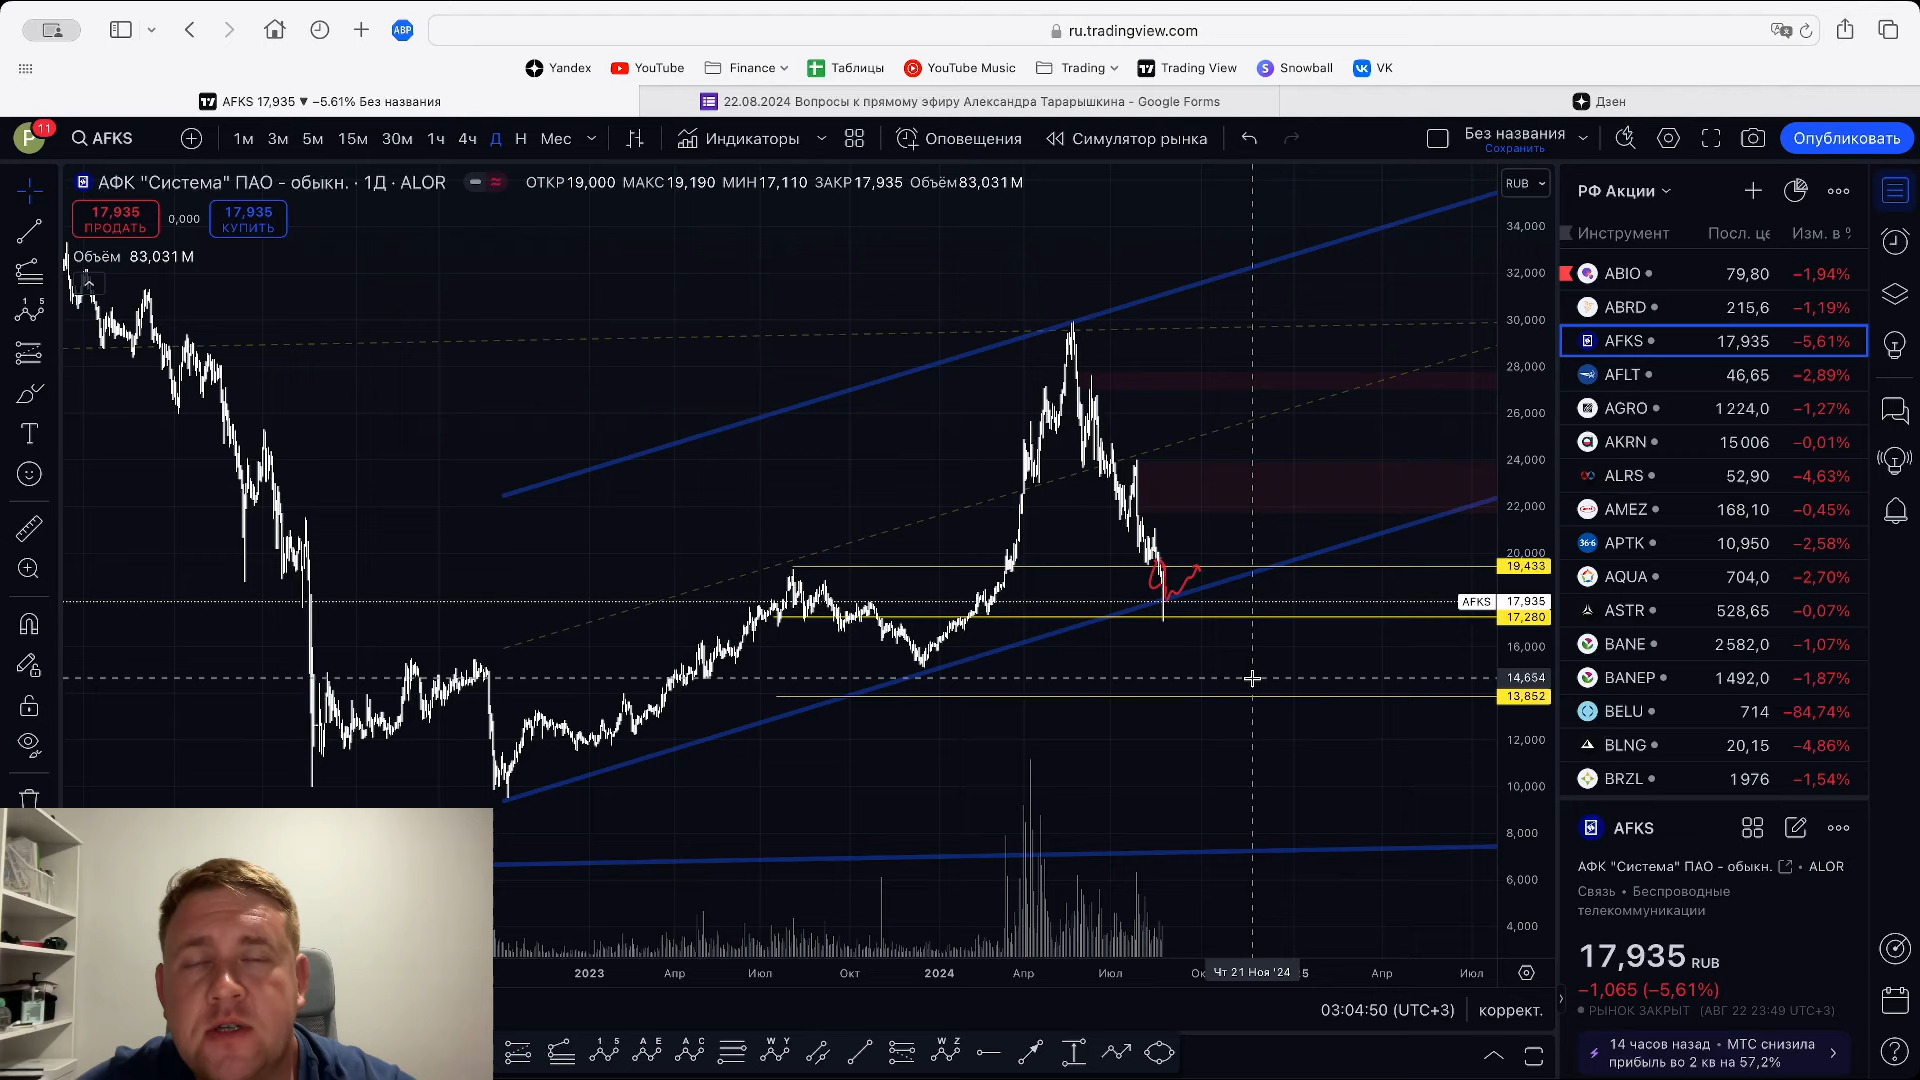 ABP
ru.tradingview.com
Yandex YouTube Finance Таблицы YouTube Music Trading Trading View Snowball VK
AFKS 17,935 ▼ −5.61% Без названия
22.08.2024 Вопросы к прямому эфиру Александра Тарарышкина - Google Forms
Дзен
P 11 AFKS 1м 3м 5м 15м 30м 1ч 4ч Д Н Мес Индикаторы Оповещения Симулятор рынка Без названия Сохранить Опубликовать
АФК "Система" ПАО - обыкн. · 1Д · ALOR ОТКР19,000 МАКС19,190 МИН17,110 ЗАКР17,935 Объём83,031 M
RUB
17,935 ПРОДАТЬ 0,000 17,935 КУПИТЬ
Объём 83,031 M
34,000
32,000
30,000
28,000
26,000
24,000
22,000
20,000
19,433
AFKS 17,935
17,280
16,000
14,654
13,852
12,000
10,000
8,000
6,000
4,000
2023 Апр Июл Окт 2024 Апр Июл Чт 21 Ноя '24 Апр Июл
03:04:50 (UTC+3) коррект.
РФ Акции
Инструмент Посл. це Изм. в %
ABIO 79,80 −1,94%
ABRD 215,6 −1,19%
AFKS 17,935 −5,61%
AFLT 46,65 −2,89%
AGRO 1 224,0 −1,27%
AKRN 15 006 −0,01%
ALRS 52,90 −4,63%
AMEZ 168,10 −0,45%
APTK 10,950 −2,58%
AQUA 704,0 −2,70%
ASTR 528,65 −0,07%
BANE 2 582,0 −1,07%
BANEP 1 492,0 −1,87%
BELU 714 −84,74%
BLNG 20,15 −4,86%
BRZL 1 976 −1,54%
AFKS
АФК "Система" ПАО - обыкн. • ALOR
Связь • Беспроводные
телекоммуникации
17,935 RUB
−1,065 (−5,61%)
РЫНОК ЗАКРЫТ (АВГ 22 23:49 UTC+3)
14 часов назад • МТС снизила
прибыль во 2 кв на 57,2%